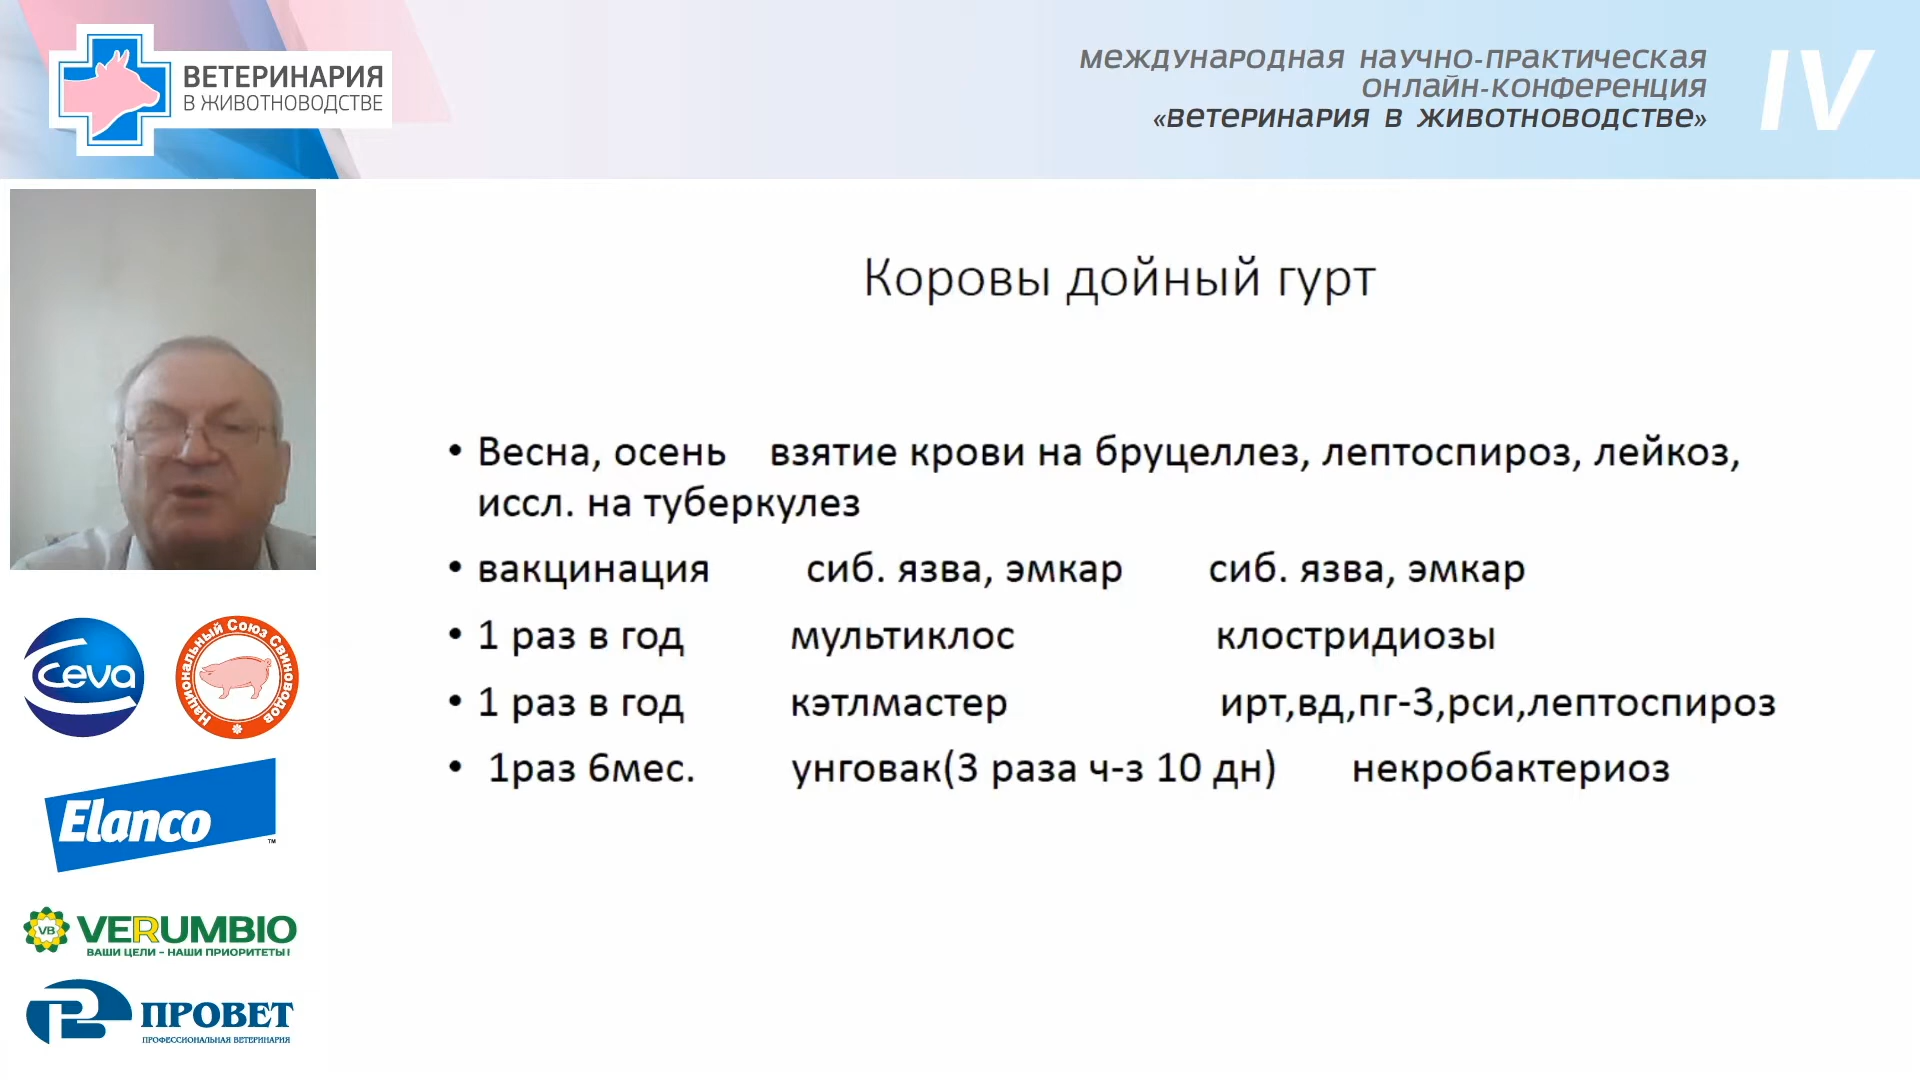 ВЕТЕРИНАРИЯ
В ЖИВОТНОВОДСТВЕ
МЕЖДУНАРОДНАЯ НАУЧНО-ПРАКТИЧЕСКАЯ
ОНЛАЙН-КОНФЕРЕНЦИЯ
«ВЕТЕРИНАРИЯ В ЖИВОТНОВОДСТВЕ»
IV
Коровы дойный гурт
• Весна, осень взятие крови на бруцеллез, лептоспироз, лейкоз,
иссл. на туберкулез
• вакцинация сиб. язва, эмкар сиб. язва, эмкар
• 1 раз в год мультиклос клостридиозы
• 1 раз в год кэтлмастер ирт,вд,пг-3,рси,лептоспироз
• 1раз 6мес. унговак(3 раза ч-з 10 дн) некробактериоз
Ceva
Национальный Союз Свиноводов
Elanco™
VB VERUMBIO
ВАШИ ЦЕЛИ – НАШИ ПРИОРИТЕТЫ!
ПРОВЕТ
ПРОФЕССИОНАЛЬНАЯ ВЕТЕРИНАРИЯ